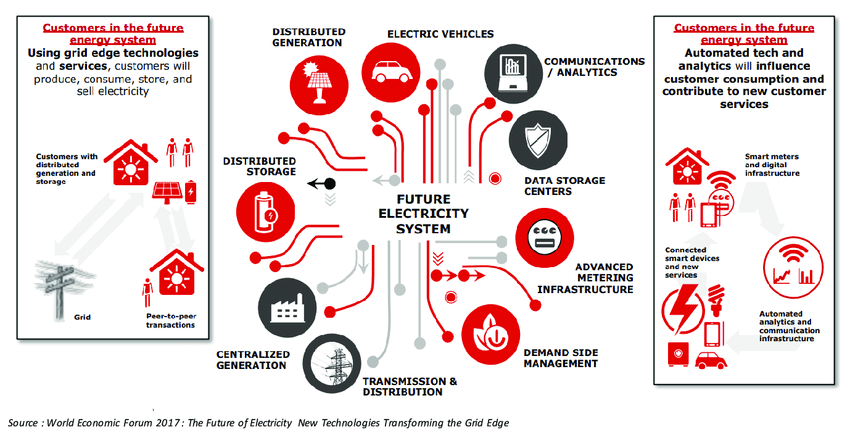 Customers in the future
energy system
Using grid edge technologies
and services, customers will
produce, consume, store, and
sell electricity
Customers with
distributed
generation and
storage
Grid
Peer-to-peer
transactions
DISTRIBUTED
GENERATION
ELECTRIC VEHICLES
COMMUNICATIONS
/ ANALYTICS
DISTRIBUTED
STORAGE
DATA STORAGE
CENTERS
FUTURE
ELECTRICITY
SYSTEM
ADVANCED
METERING
INFRASTRUCTURE
CENTRALIZED
GENERATION
TRANSMISSION &
DISTRIBUTION
DEMAND SIDE
MANAGEMENT
Customers in the future
energy system
Automated tech and
analytics will influence
customer consumption and
contribute to new customer
services
Smart meters
and digital
infrastructure
Connected
smart devices and new
services
Automated
analytics and
communication
infrastructure
Source : World Economic Forum 2017 : The Future of Electricity New Technologies Transforming the Grid Edge